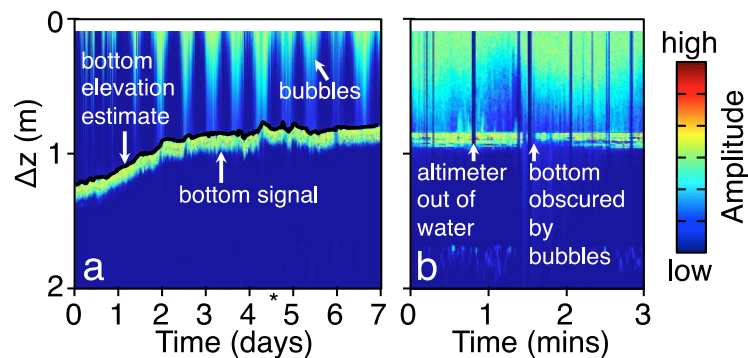 0
1
2
Δz (m)
bottom
elevation
estimate
bubbles
bottom signal
a
0 1 2 3 4 * 5 6 7
Time (days)
altimeter
out of
water
bottom
obscured
by
bubbles
b
1 2 3
Time (mins)
high
Amplitude
low